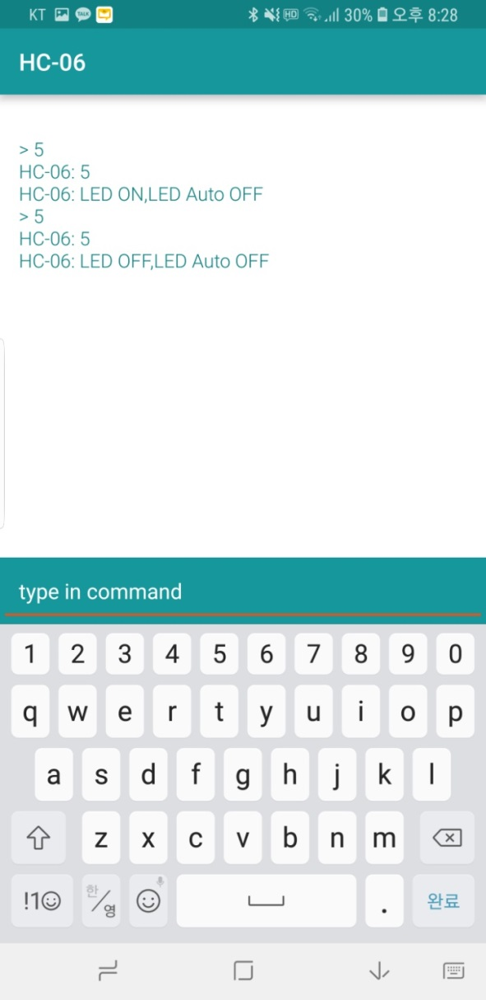 KT TALK HD 30% 오후 8:28
HC-06
> 5
HC-06: 5
HC-06: LED ON,LED Auto OFF
> 5
HC-06: 5
HC-06: LED OFF,LED Auto OFF
type in command
1 2 3 4 5 6 7 8 9 0
q w e r t y u i o p
a s d f g h j k l
z x c v b n m
!1☺ 한/영 . 완료